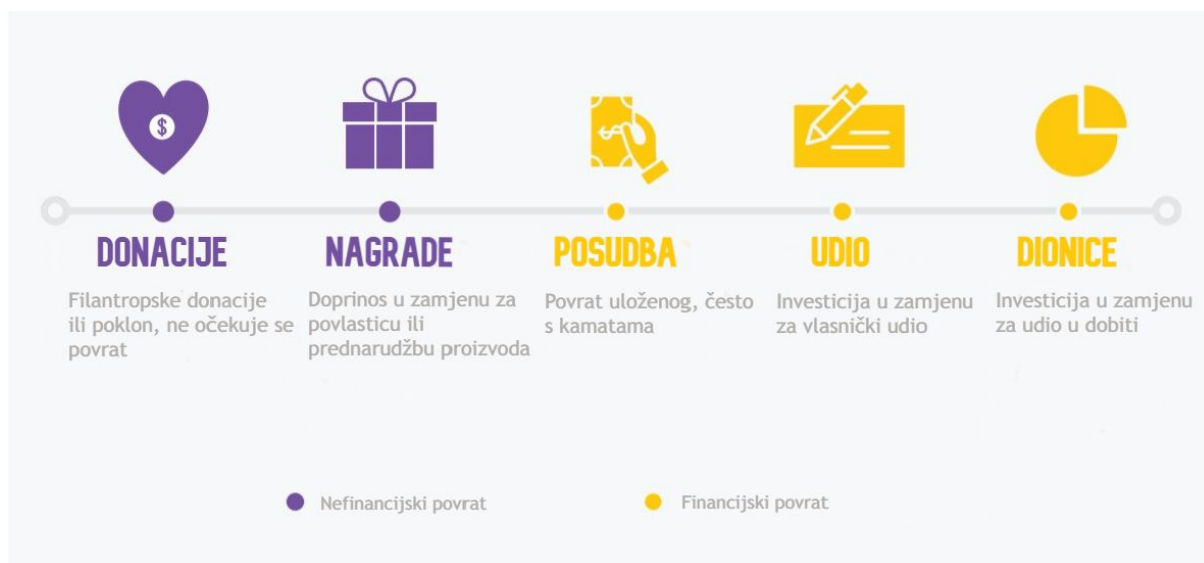 $
DONACIJE
Filantropske donacije
ili poklon, ne očekuje se
povrat
NAGRADE
Doprinos u zamjenu za
povlasticu ili
prednarudžbu proizvoda
POSUDBA
Povrat uloženog, često
s kamatama
UDIO
Investicija u zamjenu
za vlasnički udio
DIONICE
Investicija u zamjenu
za udio u dobiti
Nefinancijski povrat
Financijski povrat